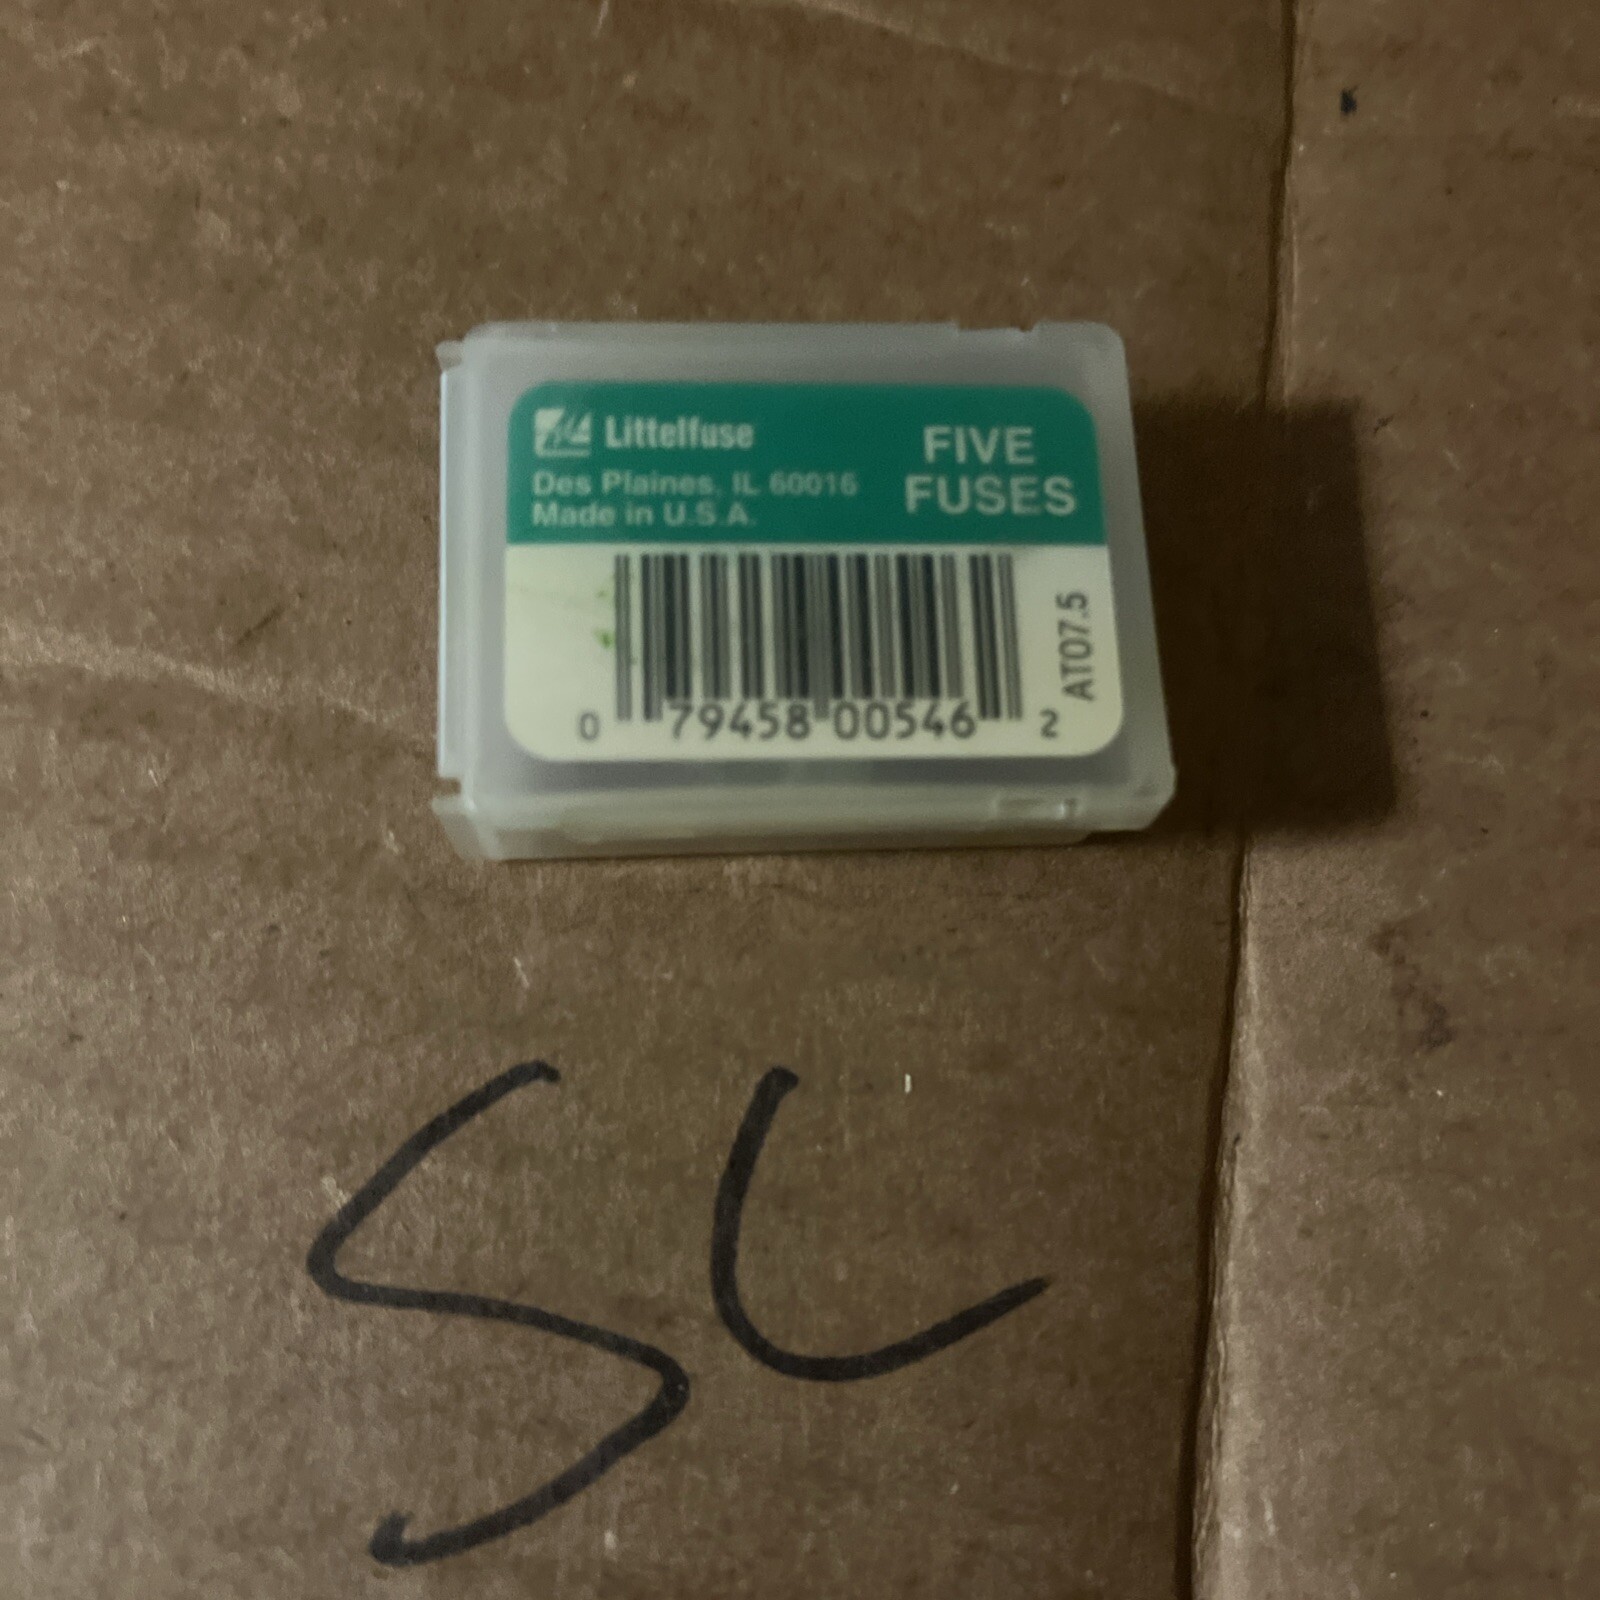 Littelfuse
Des Plaines, IL 60016
Made in U.S.A.
FIVE
FUSES
ATO7.5
0 79458 00546 2
SL